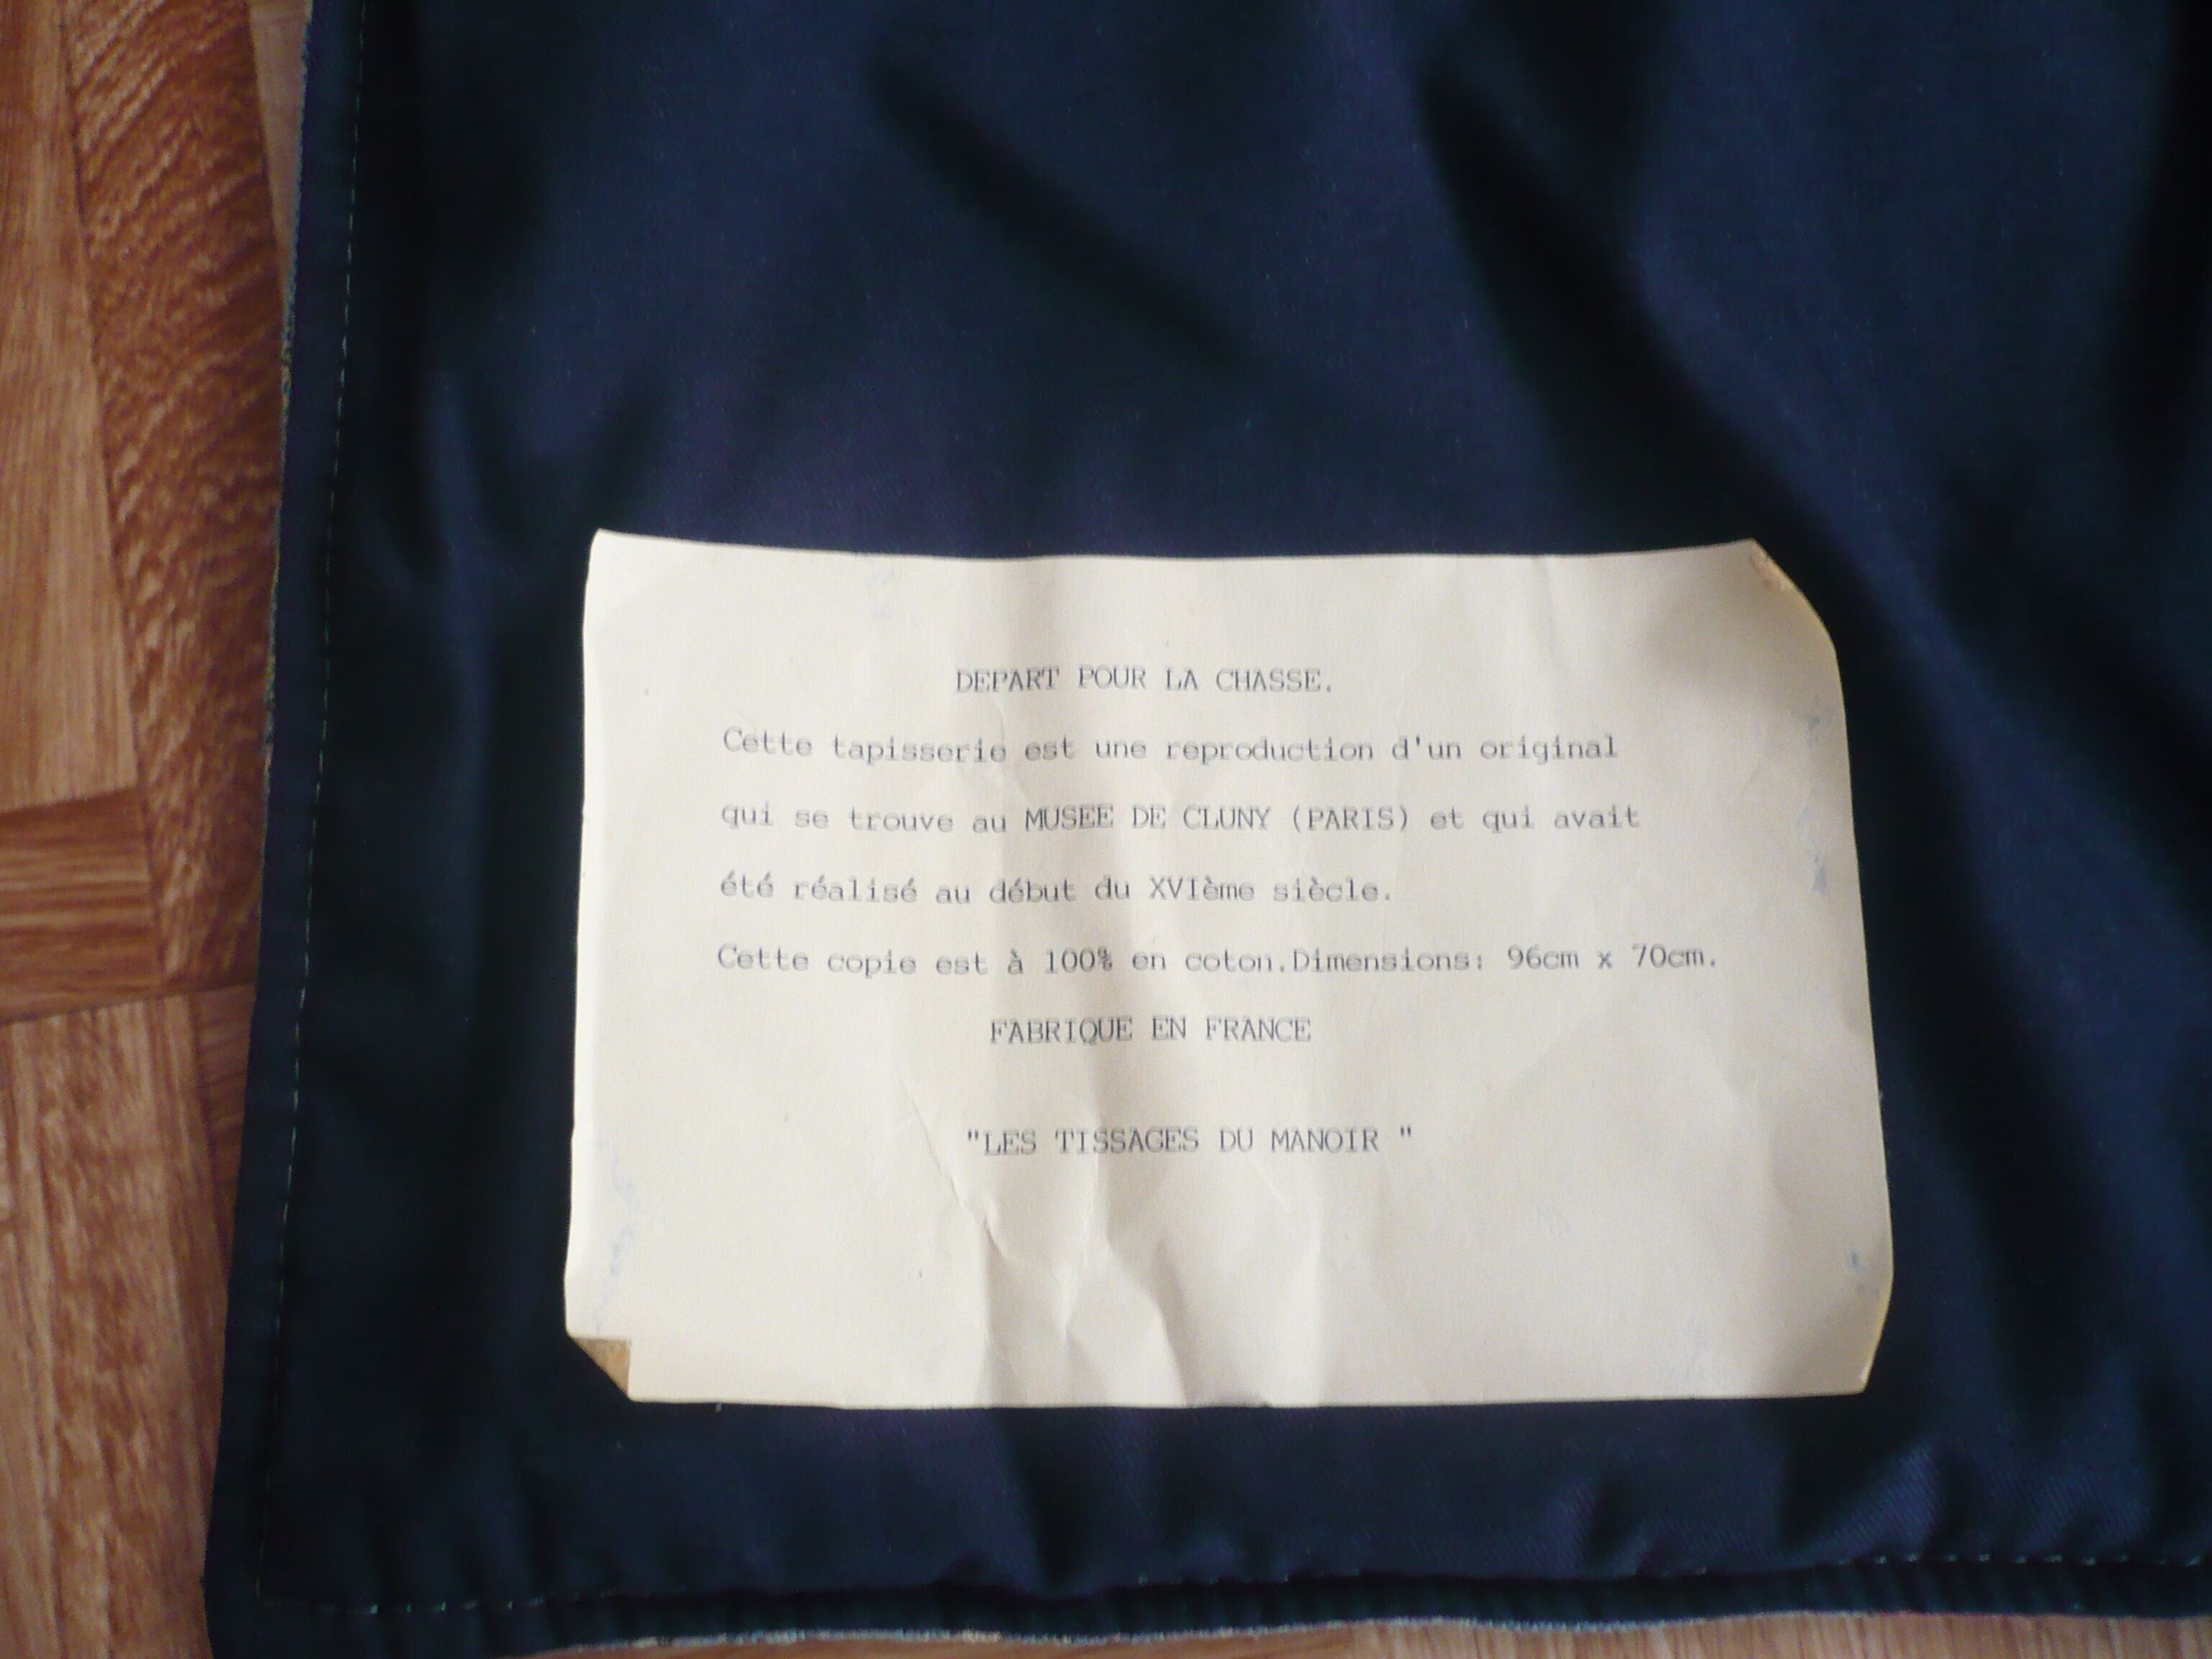 DEPART POUR LA CHASSE.
Cette tapisserie est une reproduction d'un original
qui se trouve au MUSEE DE CLUNY (PARIS) et qui avait
été réalisé au début du XVIème siècle.
Cette copie est à 100% en coton.Dimensions: 96cm x 70cm.
FABRIQUE EN FRANCE
"LES TISSAGES DU MANOIR "